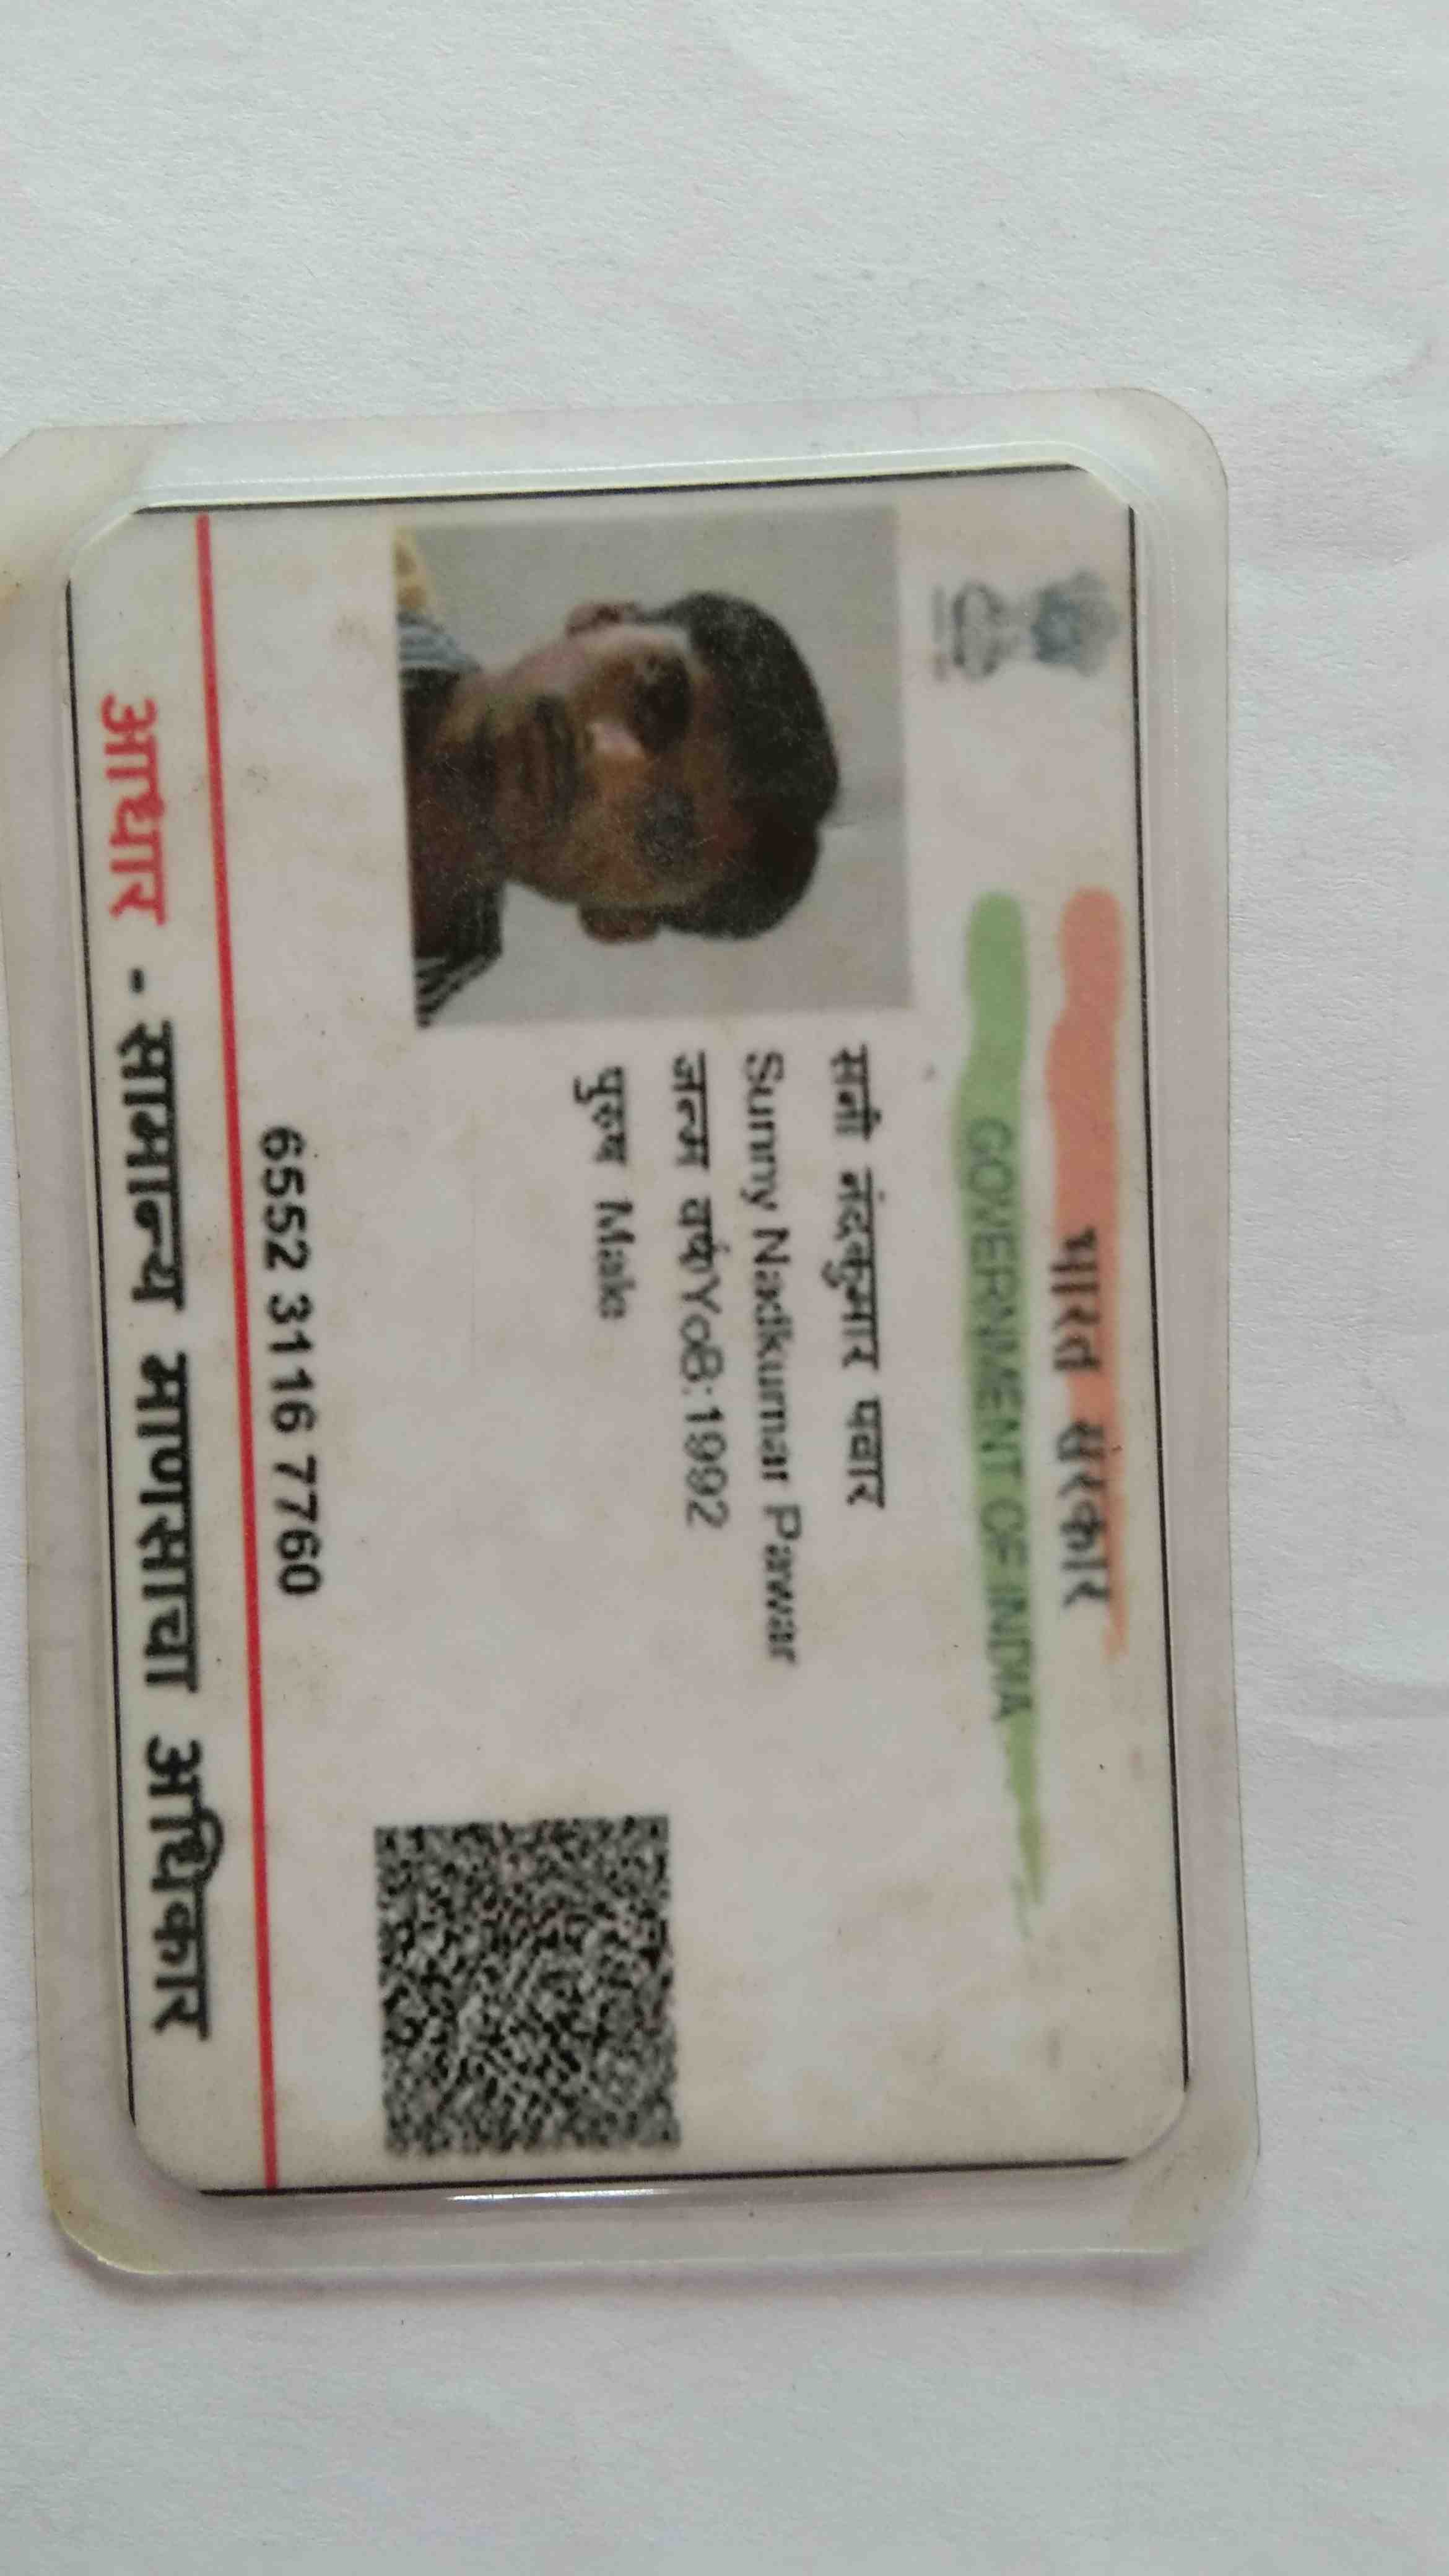 भारत सरकार
GOVERNMENT OF INDIA
सनी नंदकुमार पवार
Sunny Nadkumar Pawar
जन्म वर्ष YoB:1992
पुरुष Male
6552 3116 7760
आधार - सामान्य माणसाचा अधिकार